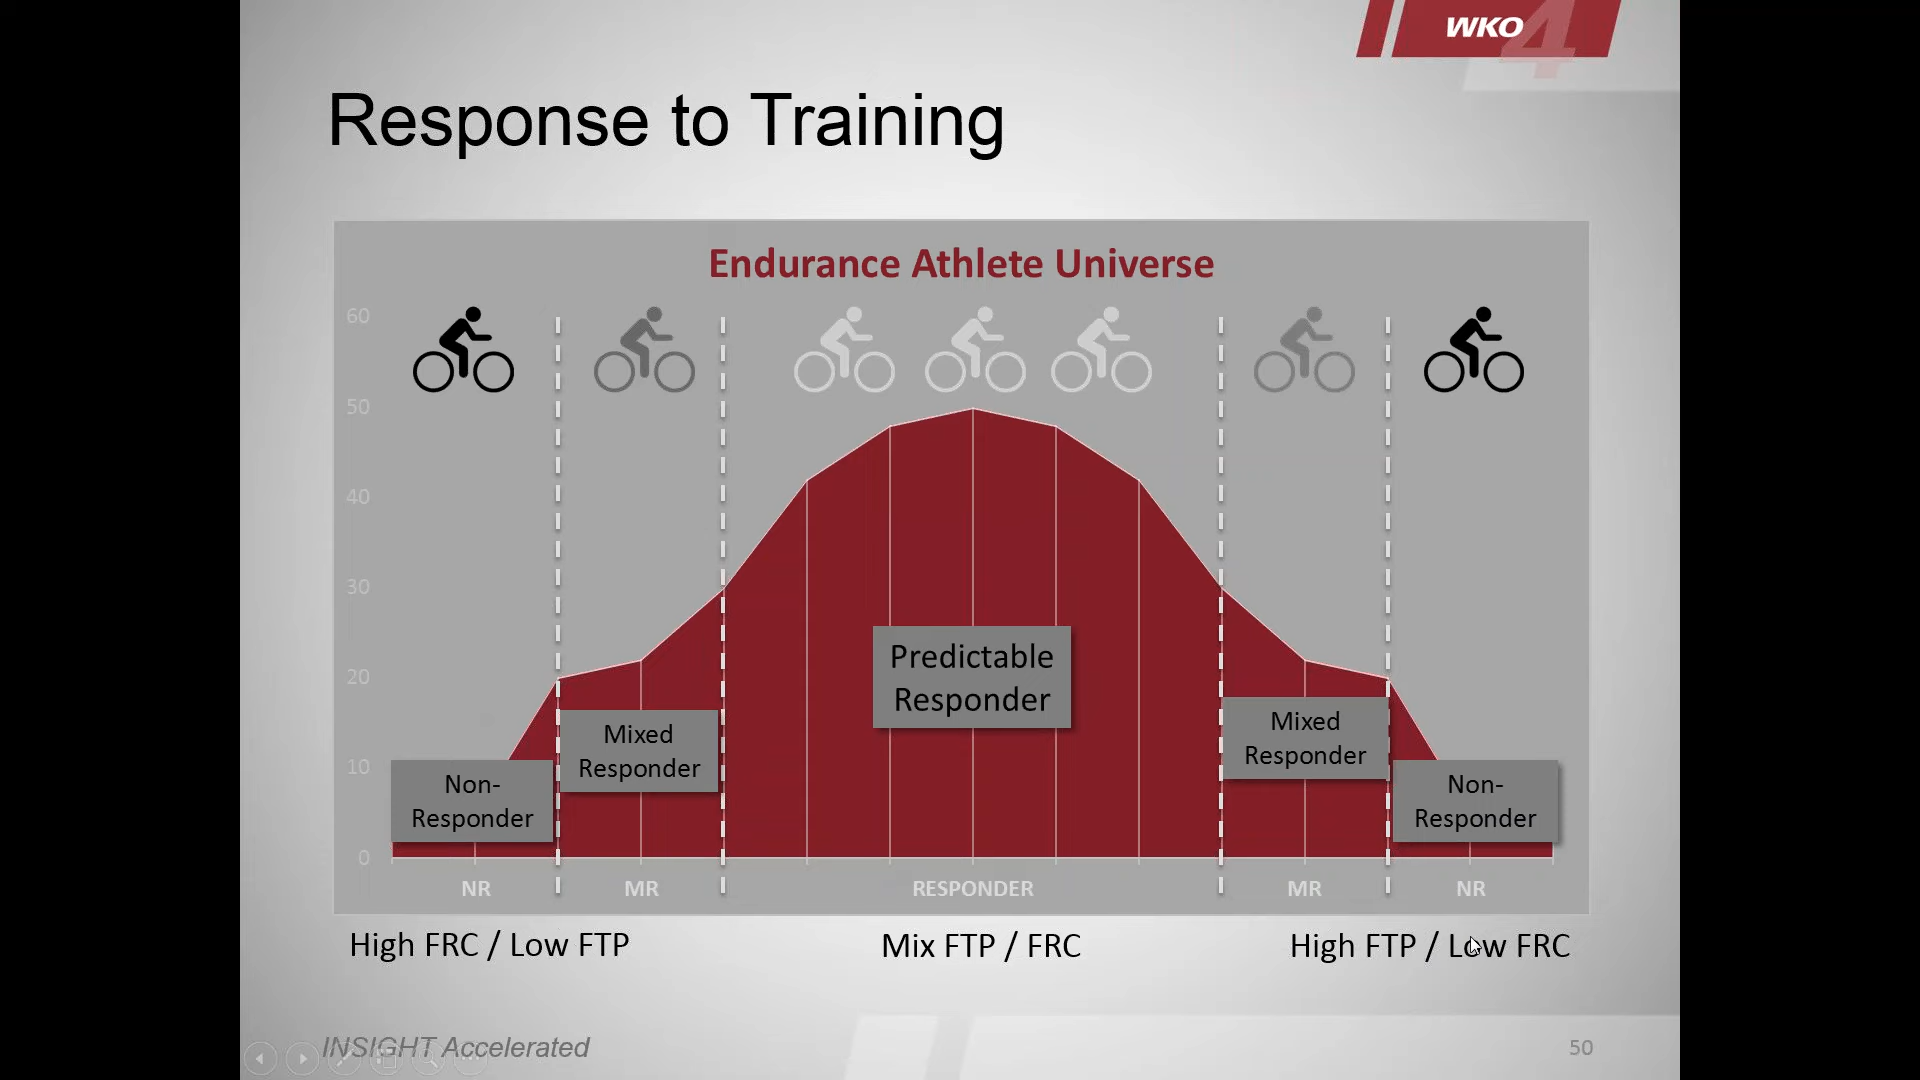 WKO 4
Response to Training
Endurance Athlete Universe
60
50
40
30
20
10
0
Predictable
Responder
Mixed
Responder
Mixed
Responder
Non-
Responder
Non-
Responder
NR MR RESPONDER MR NR
High FRC / Low FTP Mix FTP / FRC High FTP / Low FRC
INSIGHT Accelerated 50